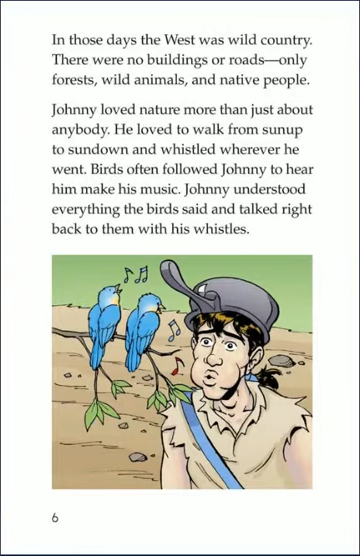 In those days the West was wild country.
There were no buildings or roads—only
forests, wild animals, and native people.
Johnny loved nature more than just about
anybody. He loved to walk from sunup
to sundown and whistled wherever he
went. Birds often followed Johnny to hear
him make his music. Johnny understood
everything the birds said and talked right
back to them with his whistles.
6